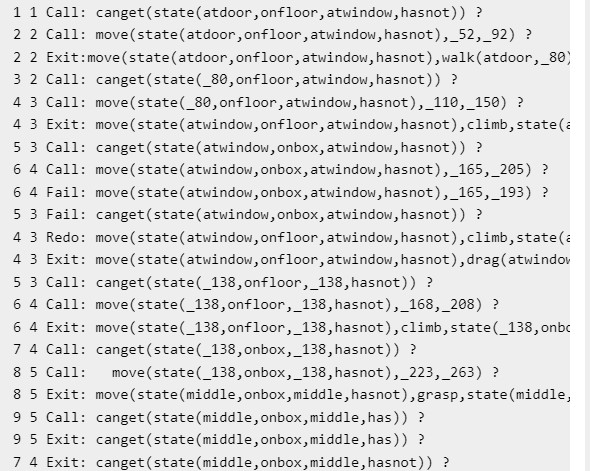 1 1 Call: canget(state(atdoor,onfloor,atwindow,hasnot)) ?
2 2 Call: move(state(atdoor,onfloor,atwindow,hasnot),_52,_92) ?
2 2 Exit:move(state(atdoor,onfloor,atwindow,hasnot),walk(atdoor,_80)
3 2 Call: canget(state(_80,onfloor,atwindow,hasnot)) ?
4 3 Call: move(state(_80,onfloor,atwindow,hasnot),_110,_150) ?
4 3 Exit: move(state(atwindow,onfloor,atwindow,hasnot),climb,state(a
5 3 Call: canget(state(atwindow,onbox,atwindow,hasnot)) ?
6 4 Call: move(state(atwindow,onbox,atwindow,hasnot),_165,_205) ?
6 4 Fail: move(state(atwindow,onbox,atwindow,hasnot),_165,_193) ?
5 3 Fail: canget(state(atwindow,onbox,atwindow,hasnot)) ?
4 3 Redo: move(state(atwindow,onfloor,atwindow,hasnot),climb,state(a
4 3 Exit: move(state(atwindow,onfloor,atwindow,hasnot),drag(atwindow
5 3 Call: canget(state(_138,onfloor,_138,hasnot)) ?
6 4 Call: move(state(_138,onfloor,_138,hasnot),_168,_208) ?
6 4 Exit: move(state(_138,onfloor,_138,hasnot),climb,state(_138,onbo
7 4 Call: canget(state(_138,onbox,_138,hasnot)) ?
8 5 Call: move(state(_138,onbox,_138,hasnot),_223,_263) ?
8 5 Exit: move(state(middle,onbox,middle,hasnot),grasp,state(middle,
9 5 Call: canget(state(middle,onbox,middle,has)) ?
9 5 Exit: canget(state(middle,onbox,middle,has)) ?
7 4 Exit: canget(state(middle,onbox,middle,hasnot)) ?